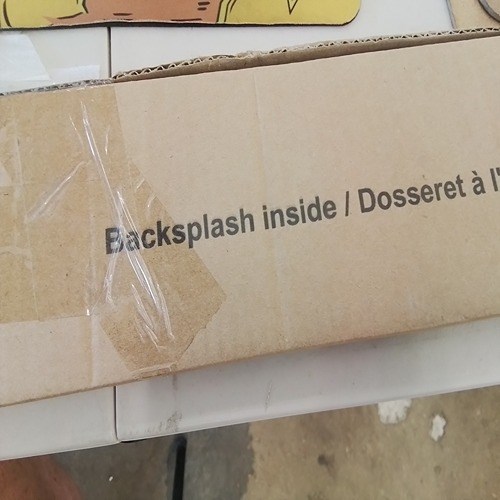 Backsplash inside / Dosseret à l'